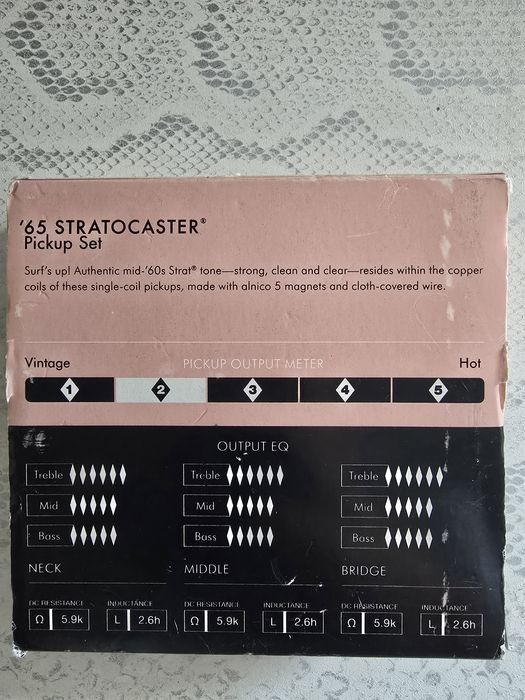 '65 STRATOCASTER®
Pickup Set
Surf's up! Authentic mid-'60s Strat® tone—strong, clean and clear—resides within the copper
coils of these single-coil pickups, made with alnico 5 magnets and cloth-covered wire.
Vintage PICKUP OUTPUT METER Hot
1 2 3 4 5
OUTPUT EQ
Treble Treble Treble
Mid Mid Mid
Bass Bass Bass
NECK MIDDLE BRIDGE
DC RESISTANCE INDUCTANCE DC RESISTANCE INDUCTANCE DC RESISTANCE INDUCTANCE
Ω 5.9k L 2.6h Ω 5.9k L 2.6h Ω 5.9k L 2.6h